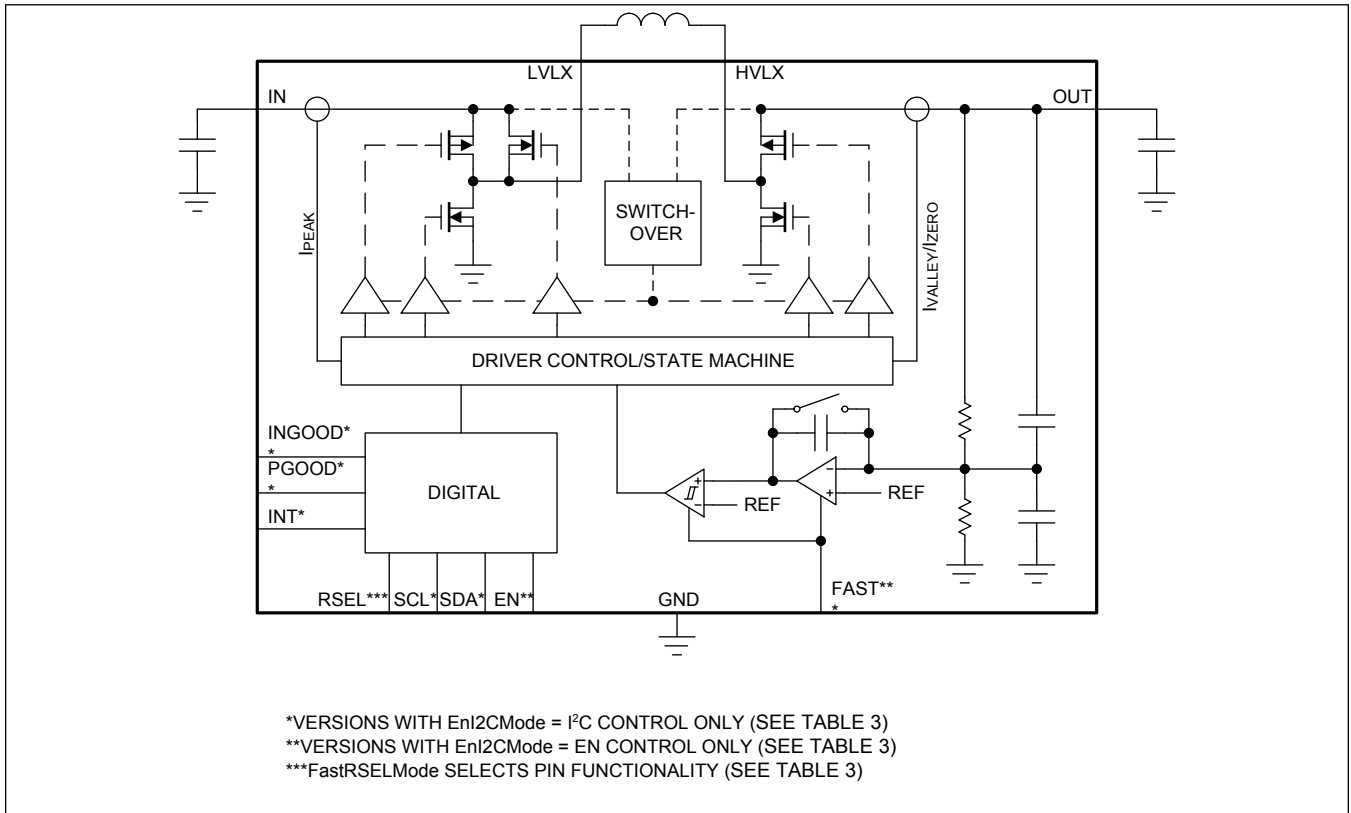 LVLX
HVLX
IN
OUT
SWITCH-
OVER
IPEAK
IVALLEY/IZERO
DRIVER CONTROL/STATE MACHINE
INGOOD*
*
PGOOD*
*
INT*
DIGITAL
+
−
REF
−
+
REF
RSEL***
SCL*
SDA*
EN**
GND
FAST**
*
*VERSIONS WITH EnI2CMode = I²C CONTROL ONLY (SEE TABLE 3)
**VERSIONS WITH EnI2CMode = EN CONTROL ONLY (SEE TABLE 3)
***FastRSELMode SELECTS PIN FUNCTIONALITY (SEE TABLE 3)